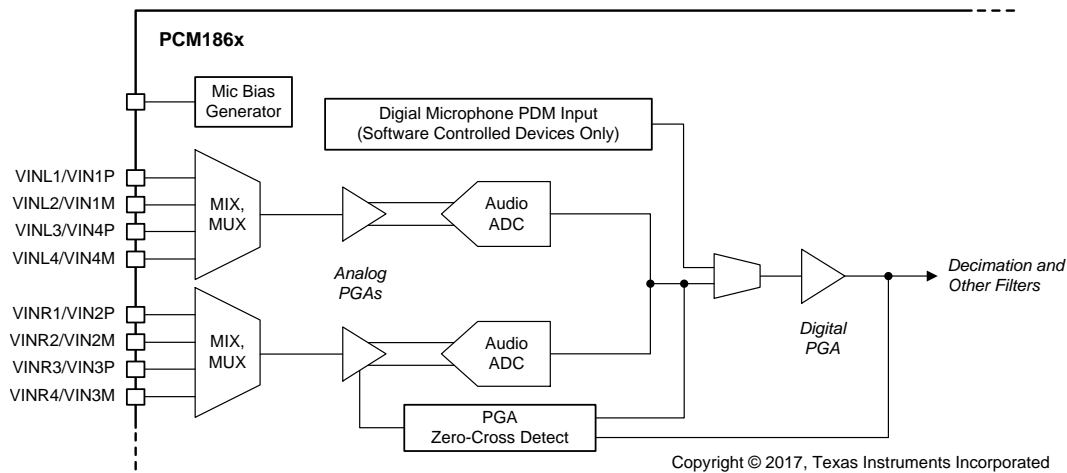 PCM186x
Mic Bias
Generator
Digial Microphone PDM Input
(Software Controlled Devices Only)
VINL1/VIN1P
VINL2/VIN1M
VINL3/VIN4P
VINL4/VIN4M
MIX,
MUX
Audio
ADC
Analog
PGAs
Decimation and
Other Filters
VINR1/VIN2P
VINR2/VIN2M
VINR3/VIN3P
VINR4/VIN3M
MIX,
MUX
Audio
ADC
Digital
PGA
PGA
Zero-Cross Detect
Copyright © 2017, Texas Instruments Incorporated